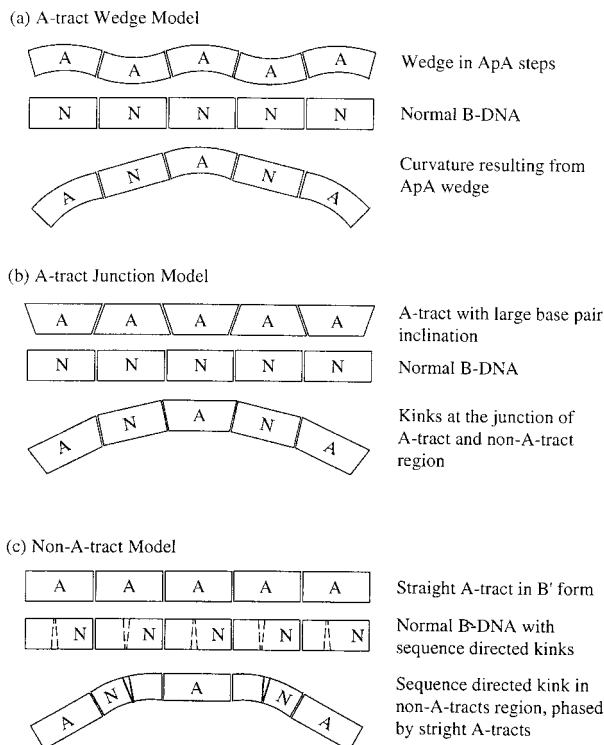 (a) A-tract Wedge Model
A A A A A
Wedge in ApA steps
N N N N N
Normal B-DNA
A N A N A
Curvature resulting from
ApA wedge
(b) A-tract Junction Model
A A A A A
A-tract with large base pair
inclination
N N N N N
Normal B-DNA
A N A N A
Kinks at the junction of
A-tract and non-A-tract
region
(c) Non-A-tract Model
A A A A A
Straight A-tract in B' form
N N N N N
Normal B-DNA with
sequence directed kinks
A N A N A
Sequence directed kink in
non-A-tracts region, phased
by stright A-tracts